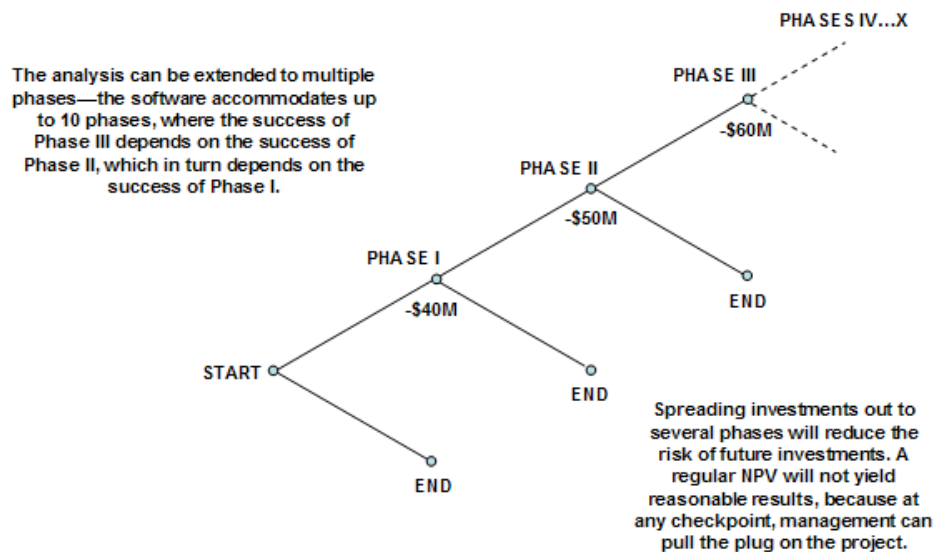 PHASES IV...X
The analysis can be extended to multiple
phases—the software accommodates up
to 10 phases, where the success of
Phase III depends on the success of
Phase II, which in turn depends on the
success of Phase I.
PHASE III
-$60M
PHASE II
-$50M
END
PHASE I
-$40M
START
END
END
Spreading investments out to
several phases will reduce the
risk of future investments. A
regular NPV will not yield
reasonable results, because at
any checkpoint, management can
pull the plug on the project.